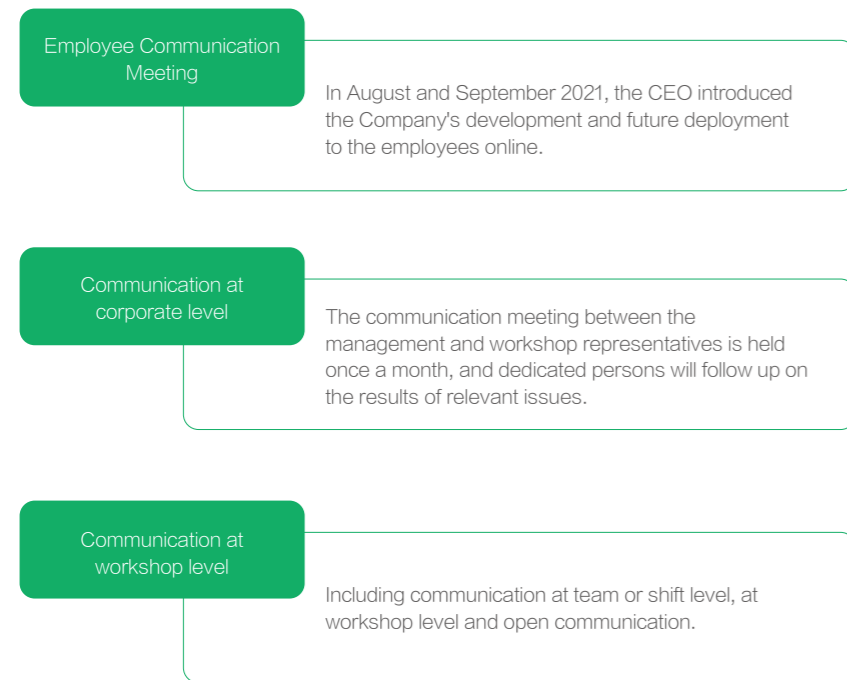 Employee Communication
Meeting
In August and September 2021, the CEO introduced
the Company's development and future deployment
to the employees online.
Communication at
corporate level
The communication meeting between the
management and workshop representatives is held
once a month, and dedicated persons will follow up on
the results of relevant issues.
Communication at
workshop level
Including communication at team or shift level, at
workshop level and open communication.